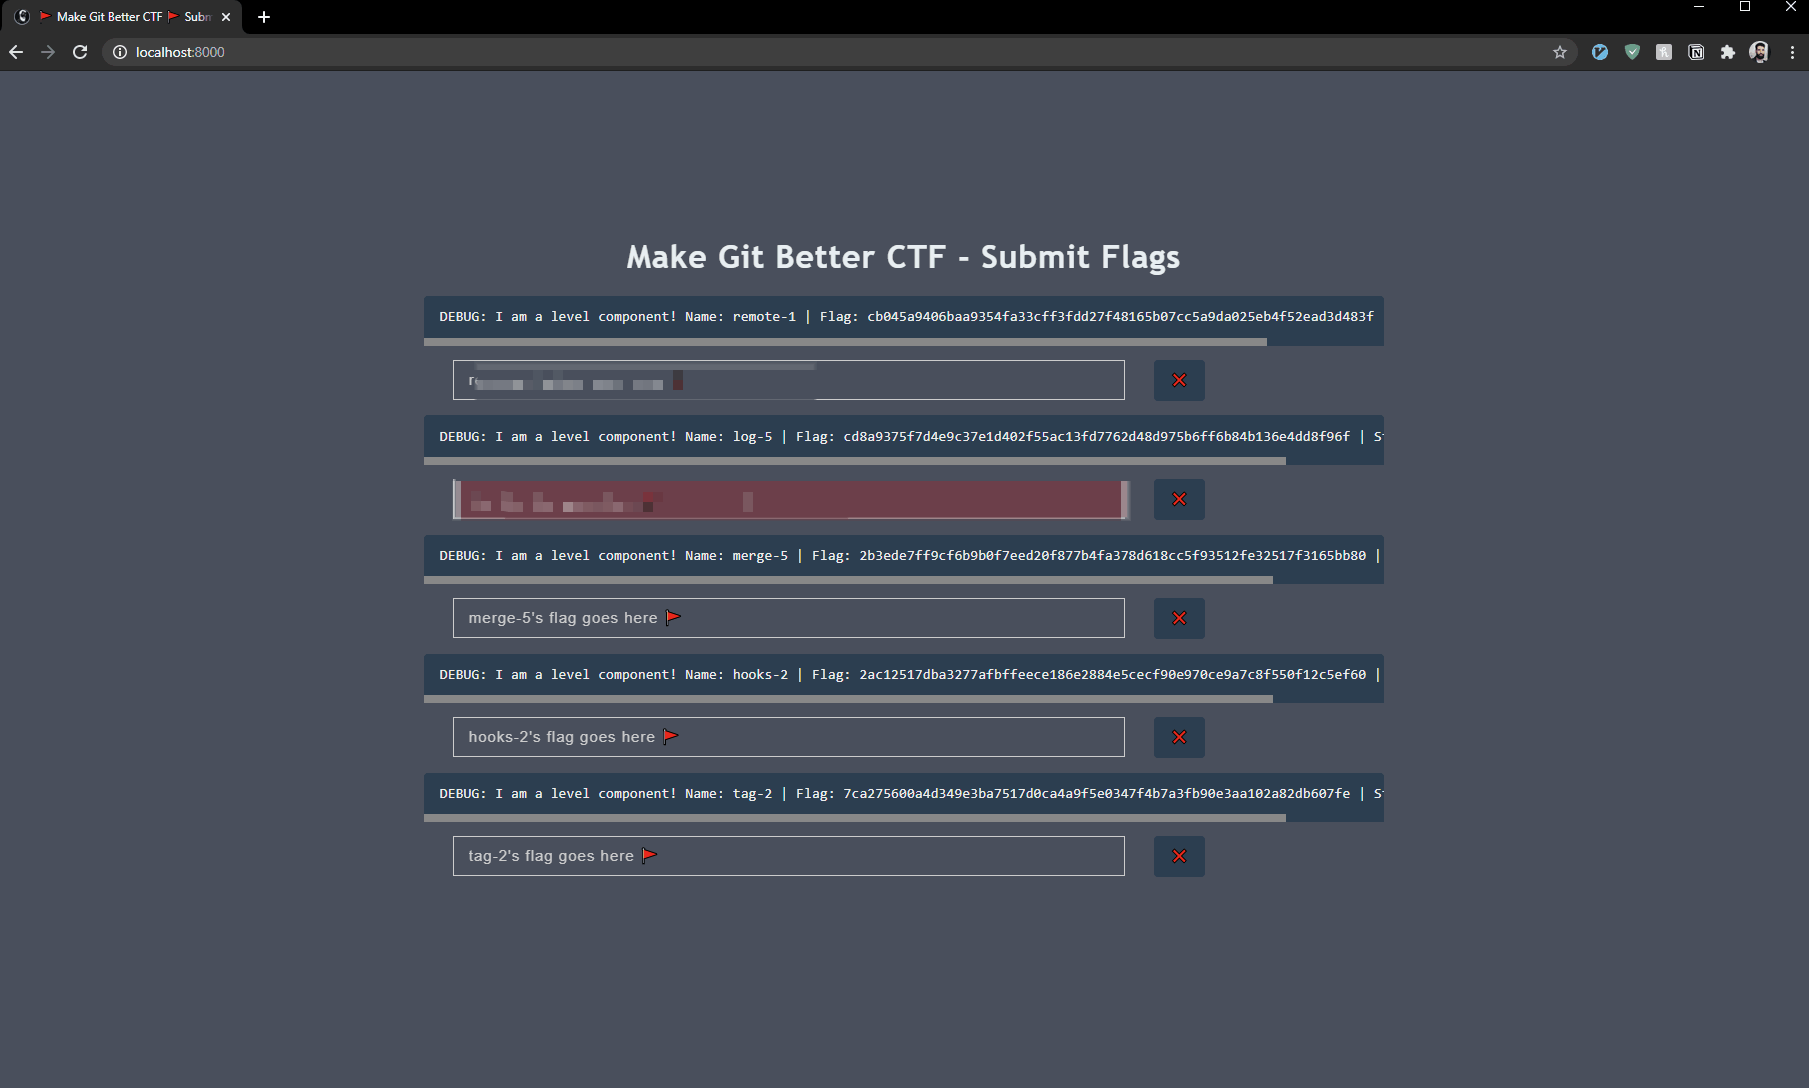 Make Git Better CTF Subm
localhost:8000
Make Git Better CTF - Submit Flags
DEBUG: I am a level component! Name: remote-1 | Flag: cb045a9406baa9354fa33cff3fdd27f48165b07cc5a9da025eb4f52ead3d483f
DEBUG: I am a level component! Name: log-5 | Flag: cd8a9375f7d4e9c37e1d402f55ac13fd7762d48d975b6ff6b84b136e4dd8f96f | S
DEBUG: I am a level component! Name: merge-5 | Flag: 2b3ede7ff9cf6b9b0f7eed20f877b4fa378d618cc5f93512fe32517f3165bb80 |
merge-5's flag goes here 🚩
DEBUG: I am a level component! Name: hooks-2 | Flag: 2ac12517dba3277afbffeece186e2884e5cecf90e970ce9a7c8f550f12c5ef60 |
hooks-2's flag goes here 🚩
DEBUG: I am a level component! Name: tag-2 | Flag: 7ca275600a4d349e3ba7517d0ca4a9f5e0347f4b7a3fb90e3aa102a82db607fe | S
tag-2's flag goes here 🚩